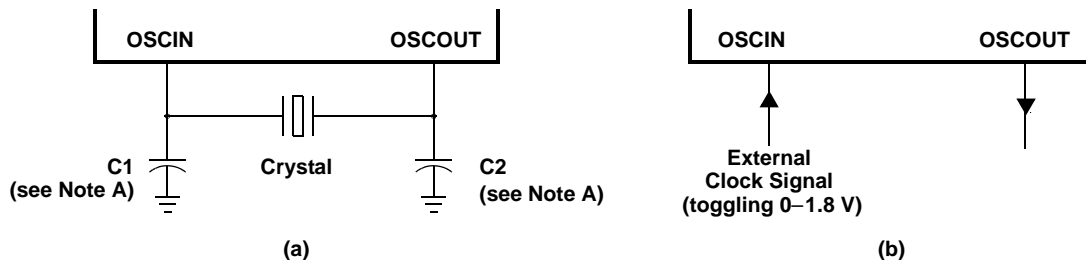 OSCIN OSCOUT
C1
(see Note A)
Crystal
C2
(see Note A)
(a)
OSCIN OSCOUT
External
Clock Signal
(toggling 0–1.8 V)
(b)